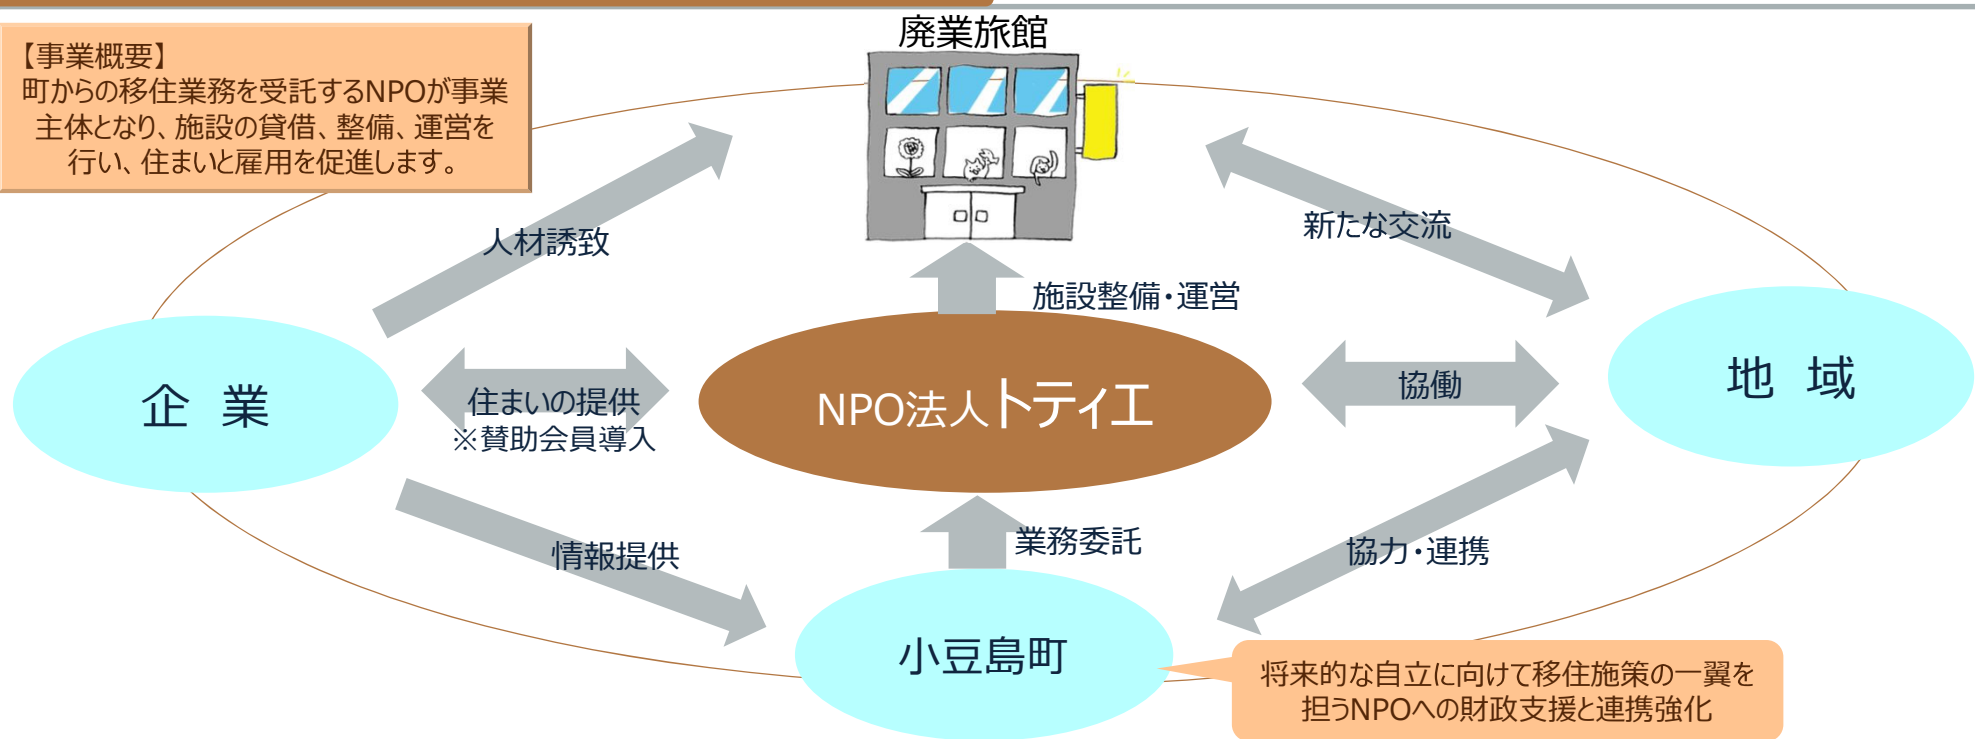 廃業旅館
【事業概要】
町からの移住業務を受託するNPOが事業
主体となり、施設の貸借、整備、運営を
行い、住まいと雇用を促進します。
人材誘致
新たな交流
施設整備・運営
企 業
住まいの提供
※賛助会員導入
NPO法人トティエ
協働
地 域
情報提供
業務委託
協力・連携
小豆島町
将来的な自立に向けて移住施策の一翼を
担うNPOへの財政支援と連携強化